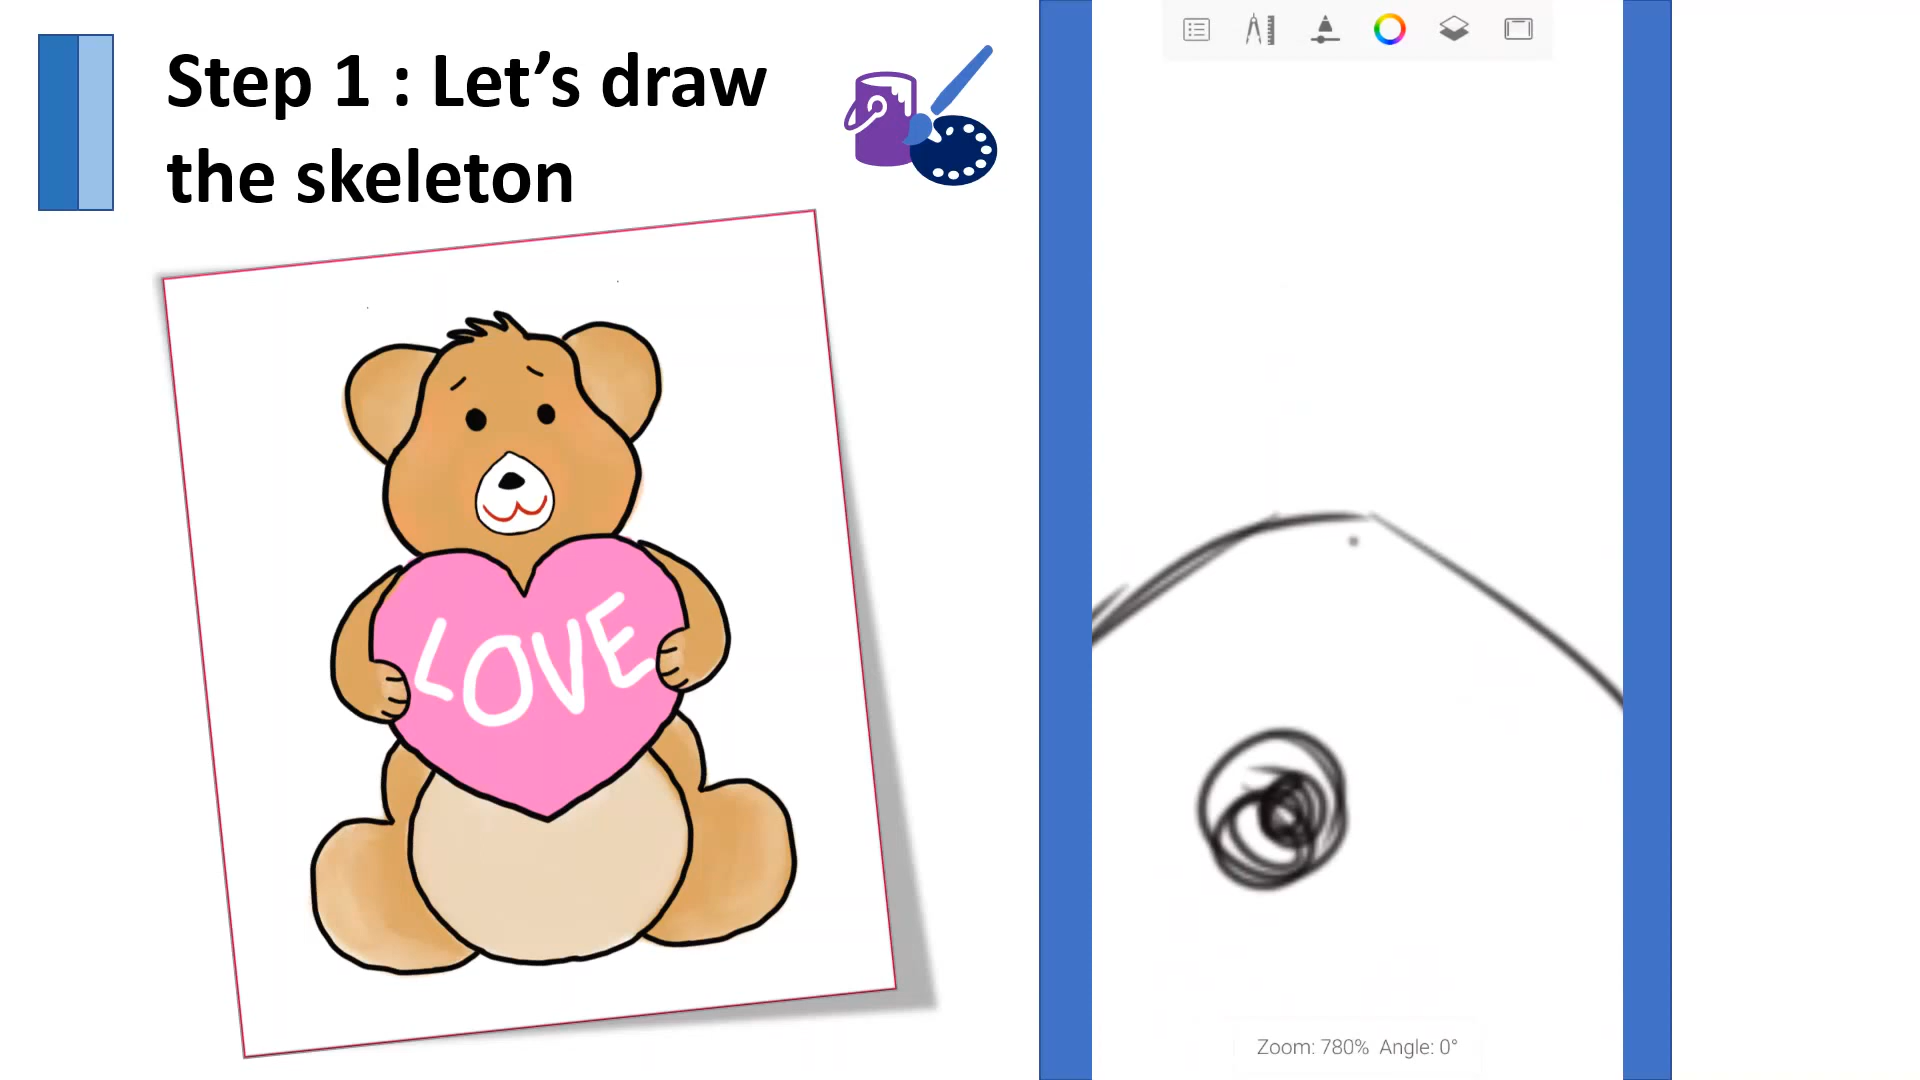 Step 1 : Let’s draw
the skeleton
LOVE
Zoom: 780% Angle: 0°